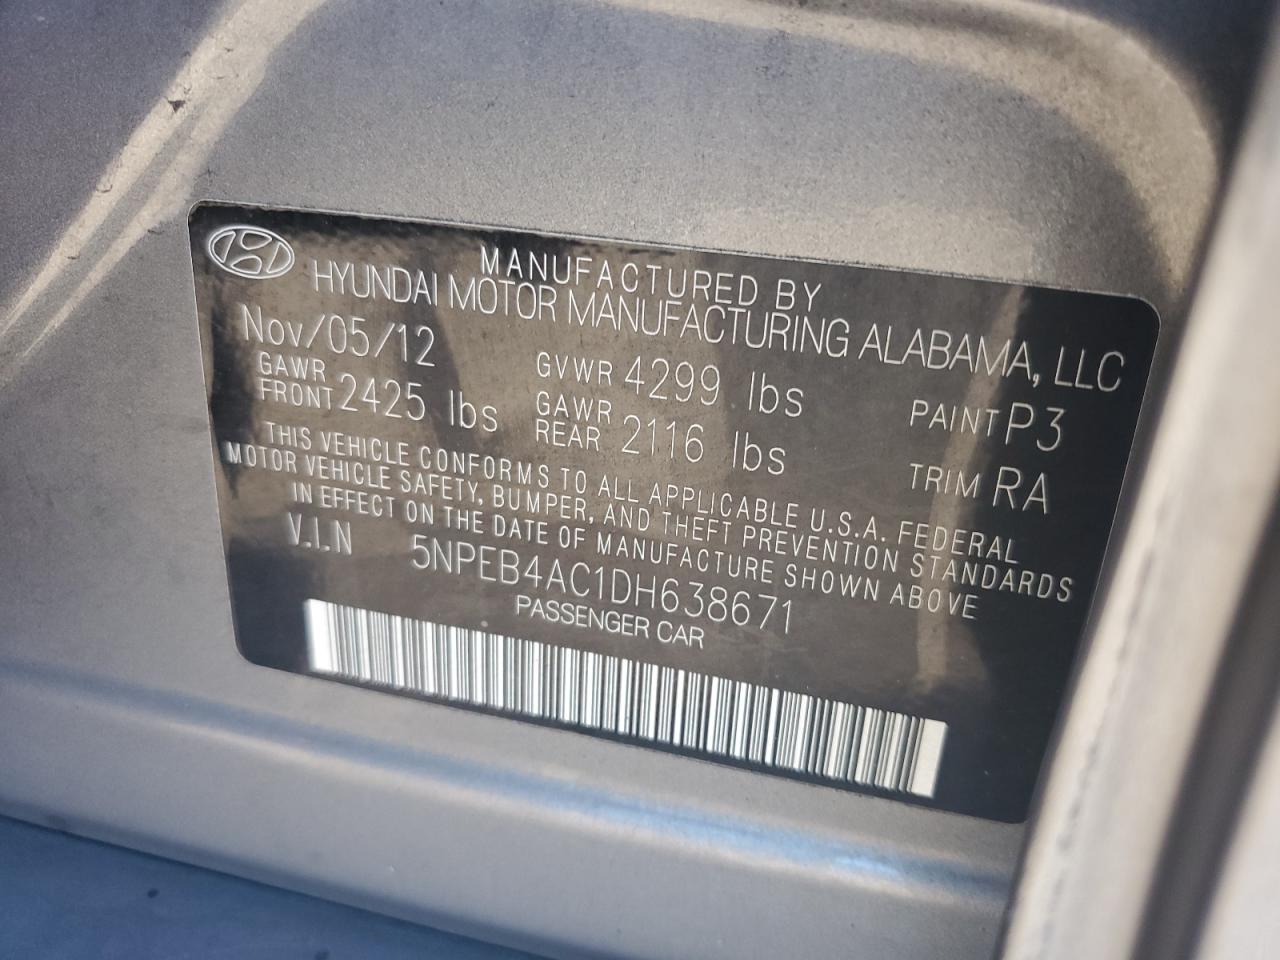 MANUFACTURED BY
HYUNDAI MOTOR MANUFACTURING ALABAMA, LLC
Nov/05/12 GVWR 4299 lbs PAINT P3
GAWR FRONT 2425 lbs GAWR REAR 2116 lbs TRIM RA
THIS VEHICLE CONFORMS TO ALL APPLICABLE U.S.A. FEDERAL
MOTOR VEHICLE SAFETY, BUMPER, AND THEFT PREVENTION STANDARDS
IN EFFECT ON THE DATE OF MANUFACTURE SHOWN ABOVE
V.I.N 5NPEB4AC1DH638671
PASSENGER CAR